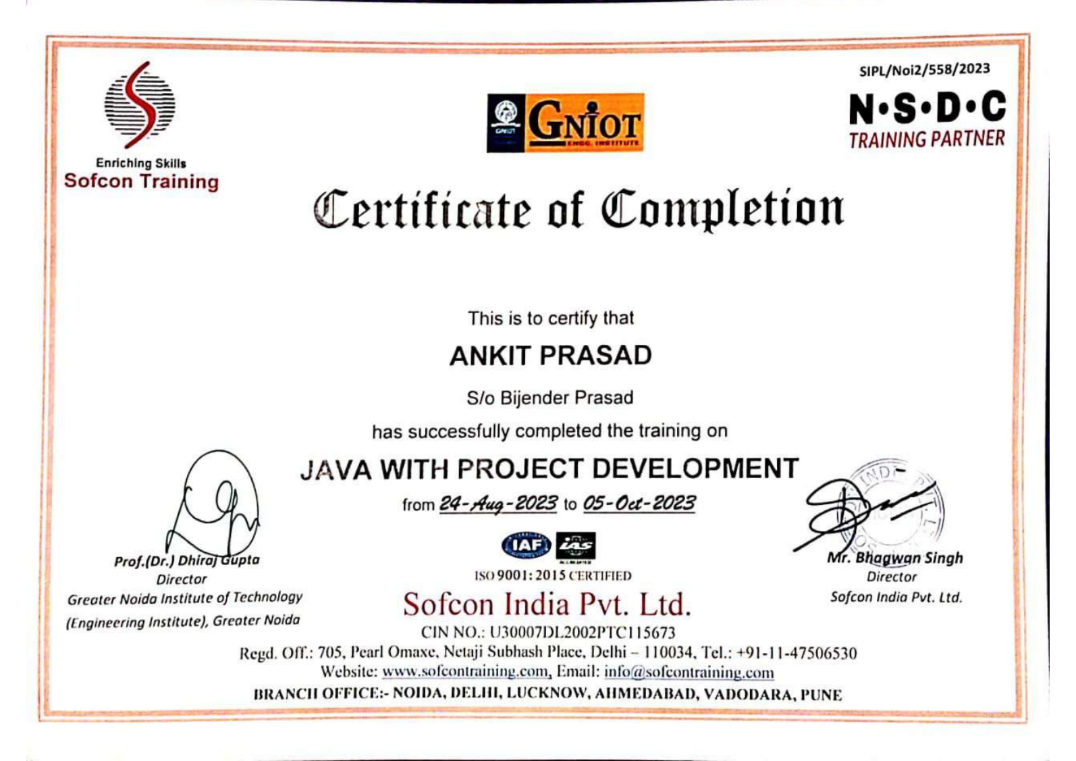 SIPL/Noi2/558/2023
N·S·D·C
TRAINING PARTNER
GNIOT
GNIOT
ENGG. INSTITUTE
Enriching Skills
Sofcon Training
Certificate of Completion
This is to certify that
ANKIT PRASAD
S/o Bijender Prasad
has successfully completed the training on
JAVA WITH PROJECT DEVELOPMENT
from 24-Aug-2023 to 05-Oct-2023
Prof.(Dr.) Dhiraj Gupta
Director
Greater Noida Institute of Technology
(Engineering Institute), Greater Noida
Mr. Bhagwan Singh
Director
Sofcon India Pvt. Ltd.
IAF
ias
ISO 9001: 2015 CERTIFIED
Sofcon India Pvt. Ltd.
CIN NO.: U30007DL2002PTC115673
Regd. Off.: 705, Pearl Omaxe, Netaji Subhash Place, Delhi – 110034, Tel.: +91-11-47506530
Website: www.sofcontraining.com, Email: info@sofcontraining.com
BRANCH OFFICE:- NOIDA, DELHI, LUCKNOW, AHMEDABAD, VADODARA, PUNE